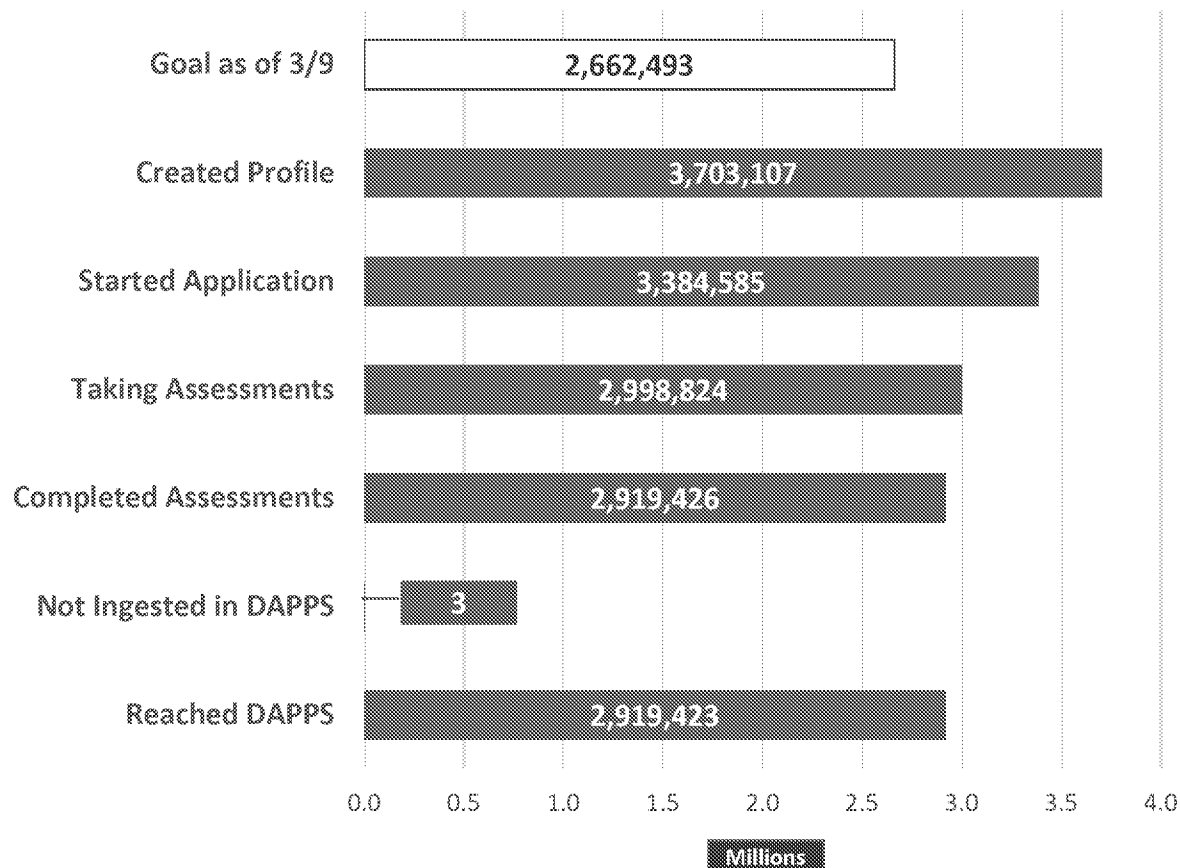 Goal as of 3/9 2,662,493
Created Profile 3,703,107
Started Application 3,384,585
Taking Assessments 2,998,824
Completed Assessments 2,919,426
Not Ingested in DAPPS 3
Reached DAPPS 2,919,423
0.0 0.5 1.0 1.5 2.0 2.5 3.0 3.5 4.0
Millions